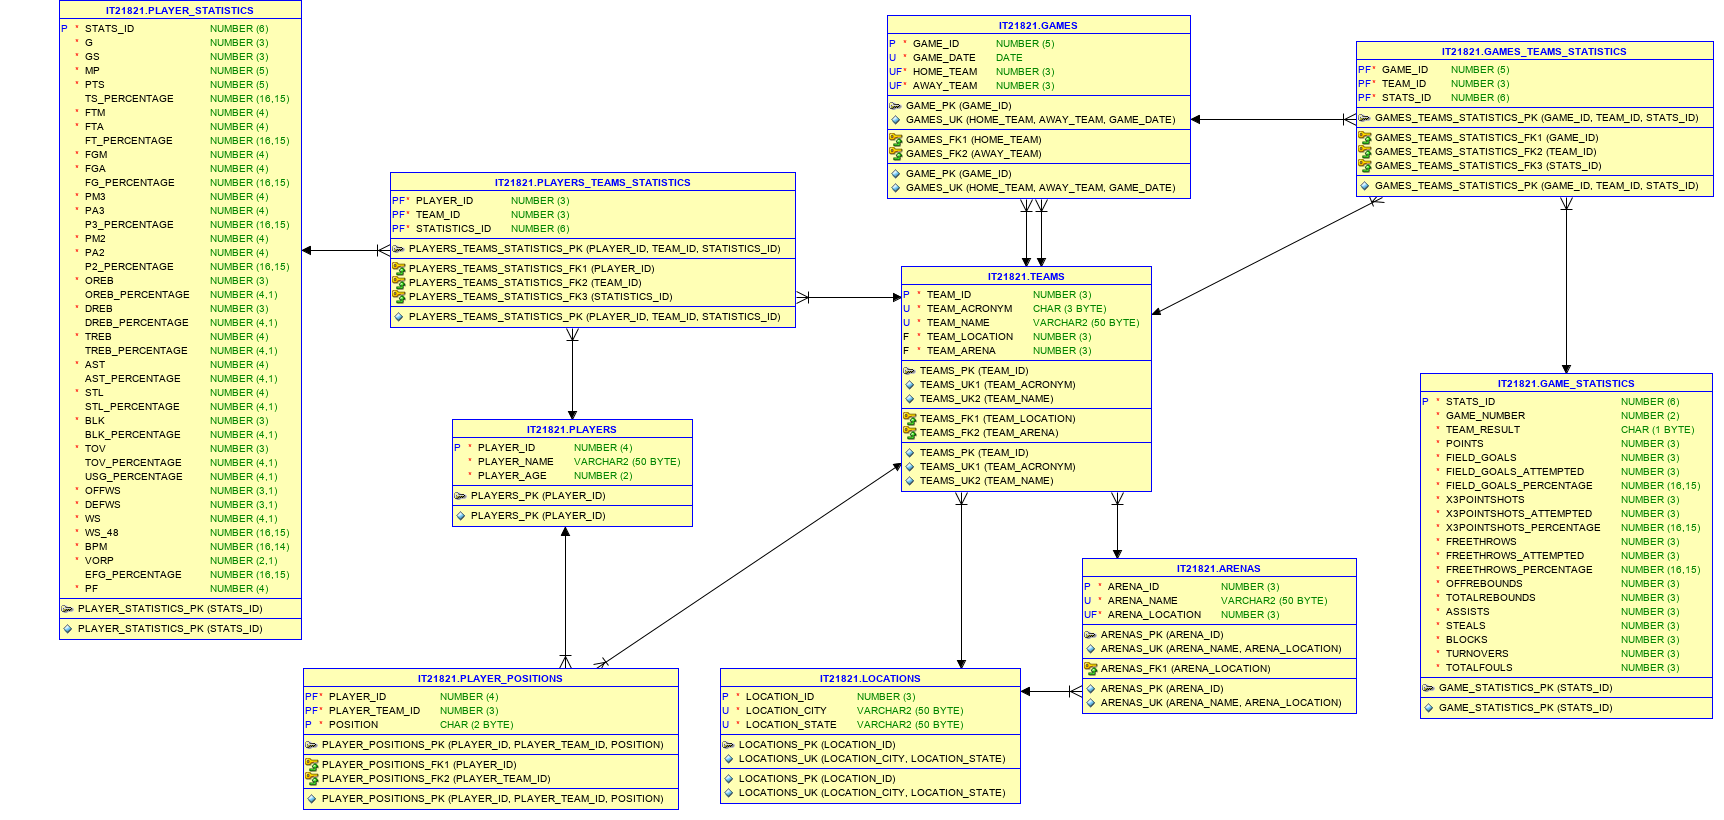 IT21821.PLAYER_STATISTICS
P * STATS_ID NUMBER (6)
* G NUMBER (3)
* GS NUMBER (3)
* MP NUMBER (5)
* PTS NUMBER (5)
TS_PERCENTAGE NUMBER (16,15)
* FTM NUMBER (4)
* FTA NUMBER (4)
FT_PERCENTAGE NUMBER (16,15)
* FGM NUMBER (4)
* FGA NUMBER (4)
FG_PERCENTAGE NUMBER (16,15)
* PM3 NUMBER (4)
* PA3 NUMBER (4)
P3_PERCENTAGE NUMBER (16,15)
* PM2 NUMBER (4)
* PA2 NUMBER (4)
P2_PERCENTAGE NUMBER (16,15)
* OREB NUMBER (3)
OREB_PERCENTAGE NUMBER (4,1)
* DREB NUMBER (3)
DREB_PERCENTAGE NUMBER (4,1)
* TREB NUMBER (4)
TREB_PERCENTAGE NUMBER (4,1)
* AST NUMBER (4)
AST_PERCENTAGE NUMBER (4,1)
* STL NUMBER (4)
STL_PERCENTAGE NUMBER (4,1)
* BLK NUMBER (3)
BLK_PERCENTAGE NUMBER (4,1)
* TOV NUMBER (3)
TOV_PERCENTAGE NUMBER (4,1)
USG_PERCENTAGE NUMBER (4,1)
* OFFWS NUMBER (3,1)
* DEFWS NUMBER (3,1)
* WS NUMBER (4,1)
* WS_48 NUMBER (16,15)
* BPM NUMBER (16,14)
* VORP NUMBER (2,1)
EFG_PERCENTAGE NUMBER (16,15)
* PF NUMBER (4)
PLAYER_STATISTICS_PK (STATS_ID)
PLAYER_STATISTICS_PK (STATS_ID)
IT21821.PLAYERS_TEAMS_STATISTICS
PF* PLAYER_ID NUMBER (3)
PF* TEAM_ID NUMBER (3)
PF* STATISTICS_ID NUMBER (6)
PLAYERS_TEAMS_STATISTICS_PK (PLAYER_ID, TEAM_ID, STATISTICS_ID)
PLAYERS_TEAMS_STATISTICS_FK1 (PLAYER_ID)
PLAYERS_TEAMS_STATISTICS_FK2 (TEAM_ID)
PLAYERS_TEAMS_STATISTICS_FK3 (STATISTICS_ID)
PLAYERS_TEAMS_STATISTICS_PK (PLAYER_ID, TEAM_ID, STATISTICS_ID)
IT21821.PLAYERS
P * PLAYER_ID NUMBER (4)
* PLAYER_NAME VARCHAR2 (50 BYTE)
* PLAYER_AGE NUMBER (2)
PLAYERS_PK (PLAYER_ID)
PLAYERS_PK (PLAYER_ID)
IT21821.PLAYER_POSITIONS
PF* PLAYER_ID NUMBER (4)
PF* PLAYER_TEAM_ID NUMBER (3)
P * POSITION CHAR (2 BYTE)
PLAYER_POSITIONS_PK (PLAYER_ID, PLAYER_TEAM_ID, POSITION)
PLAYER_POSITIONS_FK1 (PLAYER_ID)
PLAYER_POSITIONS_FK2 (PLAYER_TEAM_ID)
PLAYER_POSITIONS_PK (PLAYER_ID, PLAYER_TEAM_ID, POSITION)
IT21821.GAMES
P * GAME_ID NUMBER (5)
U * GAME_DATE DATE
UF* HOME_TEAM NUMBER (3)
UF* AWAY_TEAM NUMBER (3)
GAME_PK (GAME_ID)
GAMES_UK (HOME_TEAM, AWAY_TEAM, GAME_DATE)
GAMES_FK1 (HOME_TEAM)
GAMES_FK2 (AWAY_TEAM)
GAME_PK (GAME_ID)
GAMES_UK (HOME_TEAM, AWAY_TEAM, GAME_DATE)
IT21821.TEAMS
P * TEAM_ID NUMBER (3)
U * TEAM_ACRONYM CHAR (3 BYTE)
U * TEAM_NAME VARCHAR2 (50 BYTE)
F * TEAM_LOCATION NUMBER (3)
F * TEAM_ARENA NUMBER (3)
TEAMS_PK (TEAM_ID)
TEAMS_UK1 (TEAM_ACRONYM)
TEAMS_UK2 (TEAM_NAME)
TEAMS_FK1 (TEAM_LOCATION)
TEAMS_FK2 (TEAM_ARENA)
TEAMS_PK (TEAM_ID)
TEAMS_UK1 (TEAM_ACRONYM)
TEAMS_UK2 (TEAM_NAME)
IT21821.LOCATIONS
P * LOCATION_ID NUMBER (3)
U * LOCATION_CITY VARCHAR2 (50 BYTE)
U * LOCATION_STATE VARCHAR2 (50 BYTE)
LOCATIONS_PK (LOCATION_ID)
LOCATIONS_UK (LOCATION_CITY, LOCATION_STATE)
LOCATIONS_PK (LOCATION_ID)
LOCATIONS_UK (LOCATION_CITY, LOCATION_STATE)
IT21821.ARENAS
P * ARENA_ID NUMBER (3)
U * ARENA_NAME VARCHAR2 (50 BYTE)
UF* ARENA_LOCATION NUMBER (3)
ARENAS_PK (ARENA_ID)
ARENAS_UK (ARENA_NAME, ARENA_LOCATION)
ARENAS_FK1 (ARENA_LOCATION)
ARENAS_PK (ARENA_ID)
ARENAS_UK (ARENA_NAME, ARENA_LOCATION)
IT21821.GAMES_TEAMS_STATISTICS
PF* GAME_ID NUMBER (5)
PF* TEAM_ID NUMBER (3)
PF* STATS_ID NUMBER (6)
GAMES_TEAMS_STATISTICS_PK (GAME_ID, TEAM_ID, STATS_ID)
GAMES_TEAMS_STATISTICS_FK1 (GAME_ID)
GAMES_TEAMS_STATISTICS_FK2 (TEAM_ID)
GAMES_TEAMS_STATISTICS_FK3 (STATS_ID)
GAMES_TEAMS_STATISTICS_PK (GAME_ID, TEAM_ID, STATS_ID)
IT21821.GAME_STATISTICS
P * STATS_ID NUMBER (6)
* GAME_NUMBER NUMBER (2)
* TEAM_RESULT CHAR (1 BYTE)
* POINTS NUMBER (3)
* FIELD_GOALS NUMBER (3)
* FIELD_GOALS_ATTEMPTED NUMBER (3)
* FIELD_GOALS_PERCENTAGE NUMBER (16,15)
* X3POINTSHOTS NUMBER (3)
* X3POINTSHOTS_ATTEMPTED NUMBER (3)
* X3POINTSHOTS_PERCENTAGE NUMBER (16,15)
* FREETHROWS NUMBER (3)
* FREETHROWS_ATTEMPTED NUMBER (3)
* FREETHROWS_PERCENTAGE NUMBER (16,15)
* OFFREBOUNDS NUMBER (3)
* TOTALREBOUNDS NUMBER (3)
* ASSISTS NUMBER (3)
* STEALS NUMBER (3)
* BLOCKS NUMBER (3)
* TURNOVERS NUMBER (3)
* TOTALFOULS NUMBER (3)
GAME_STATISTICS_PK (STATS_ID)
GAME_STATISTICS_PK (STATS_ID)